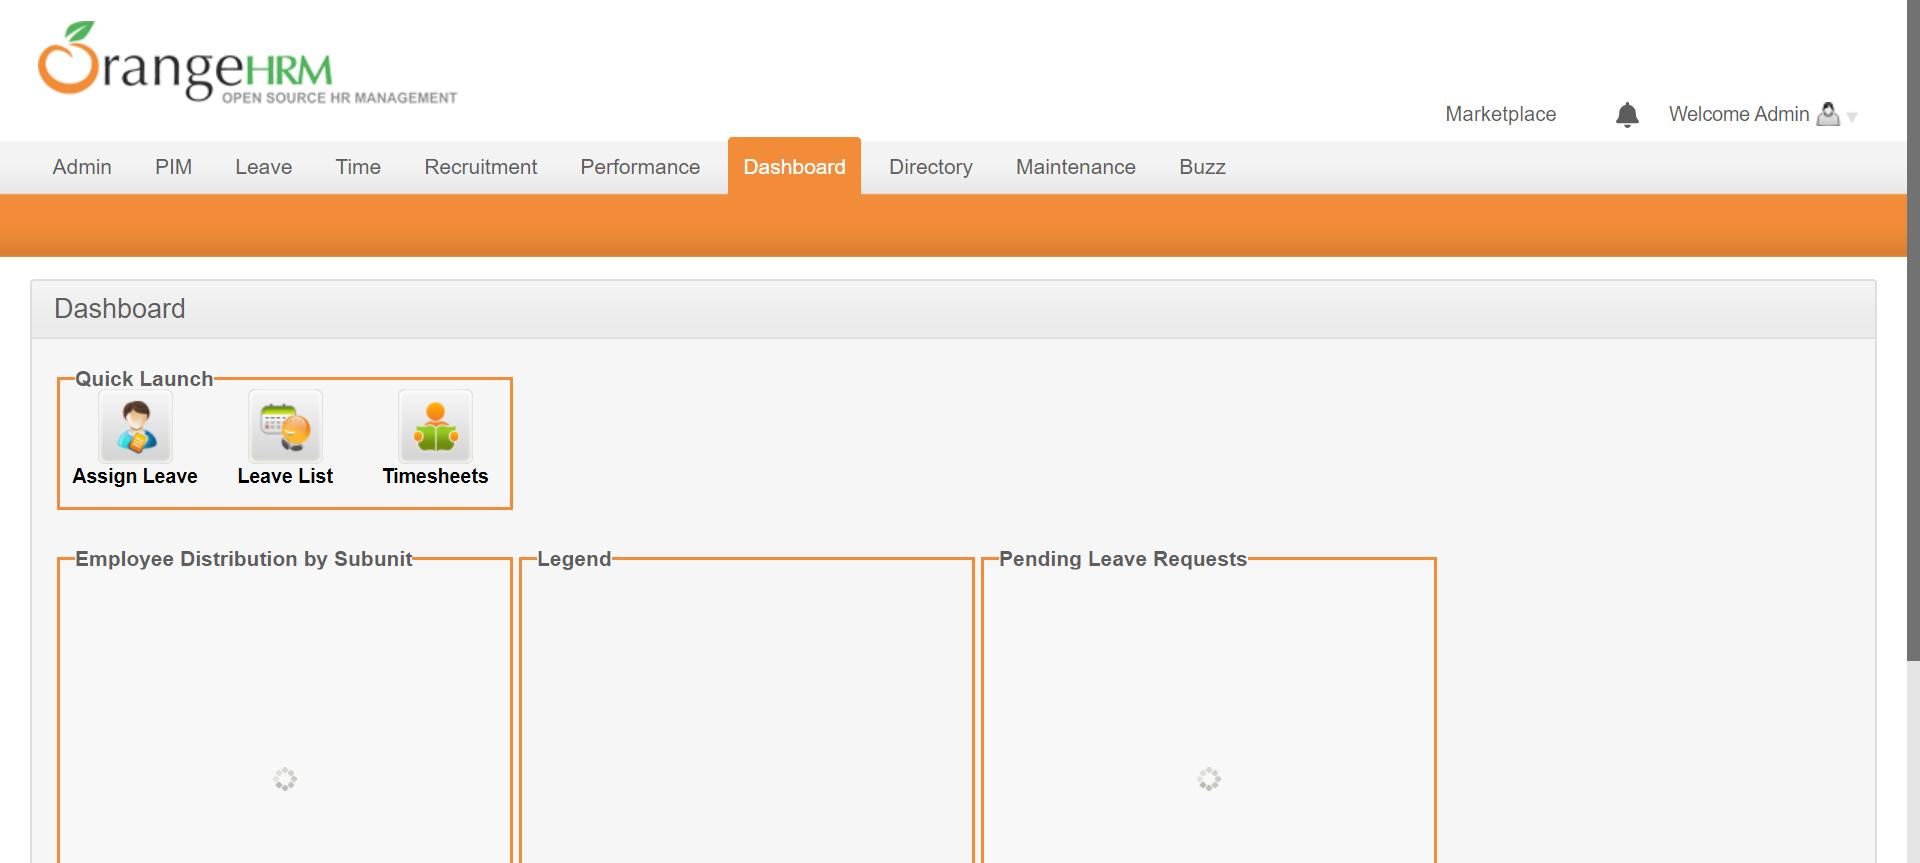 OrangeHRM
OPEN SOURCE HR MANAGEMENT
Marketplace
Welcome Admin
Admin PIM Leave Time Recruitment Performance Dashboard Directory Maintenance Buzz
Dashboard
Quick Launch
Assign Leave Leave List Timesheets
Employee Distribution by Subunit Legend Pending Leave Requests